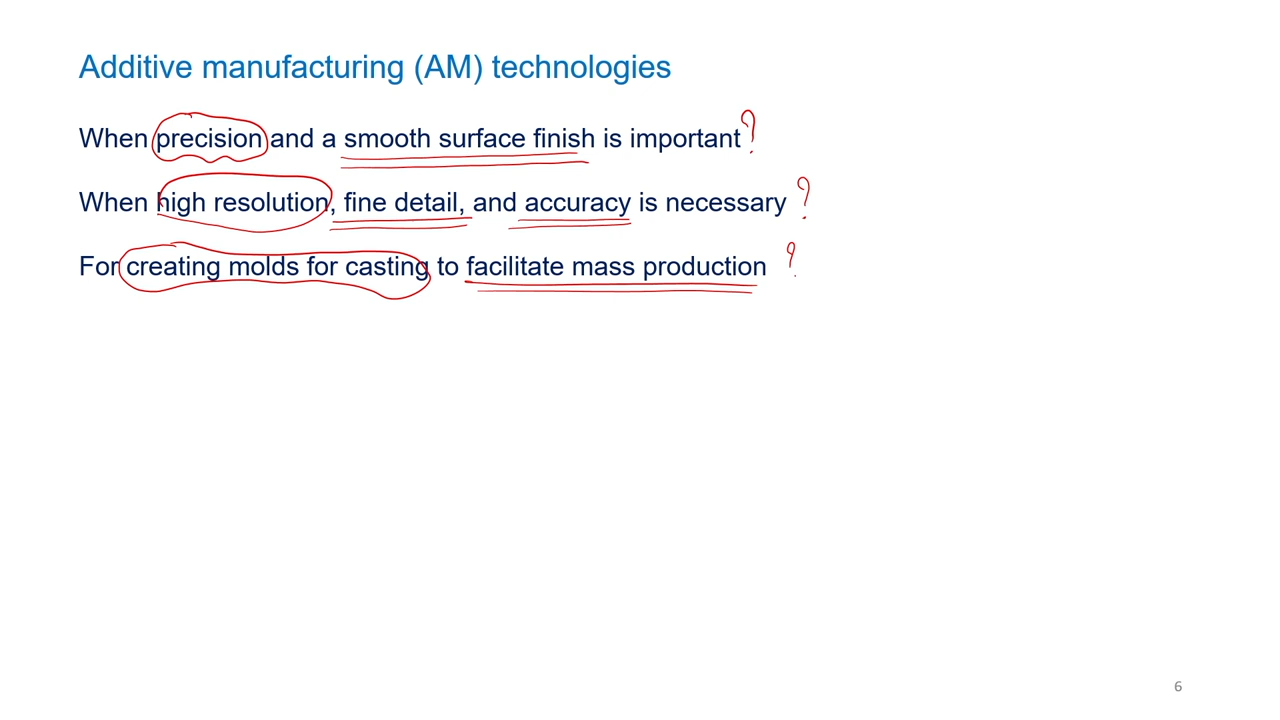 Additive manufacturing (AM) technologies
When precision and a smooth surface finish is important?
When high resolution, fine detail, and accuracy is necessary ?
For creating molds for casting to facilitate mass production ?
6